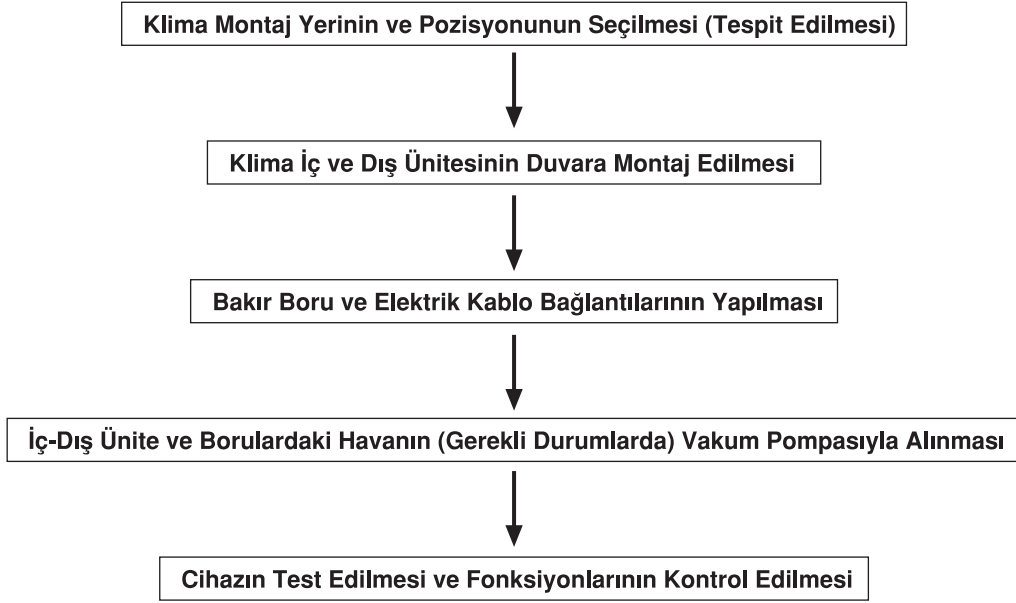 Klima Montaj Yerinin ve Pozisyonunun Seçilmesi (Tespit Edilmesi)
Klima İç ve Dış Ünitesinin Duvara Montaj Edilmesi
Bakır Boru ve Elektrik Kablo Bağlantılarının Yapılması
İç-Dış Ünite ve Borulardaki Havanın (Gerekli Durumlarda) Vakum Pompasıyla Alınması
Cihazın Test Edilmesi ve Fonksiyonlarının Kontrol Edilmesi